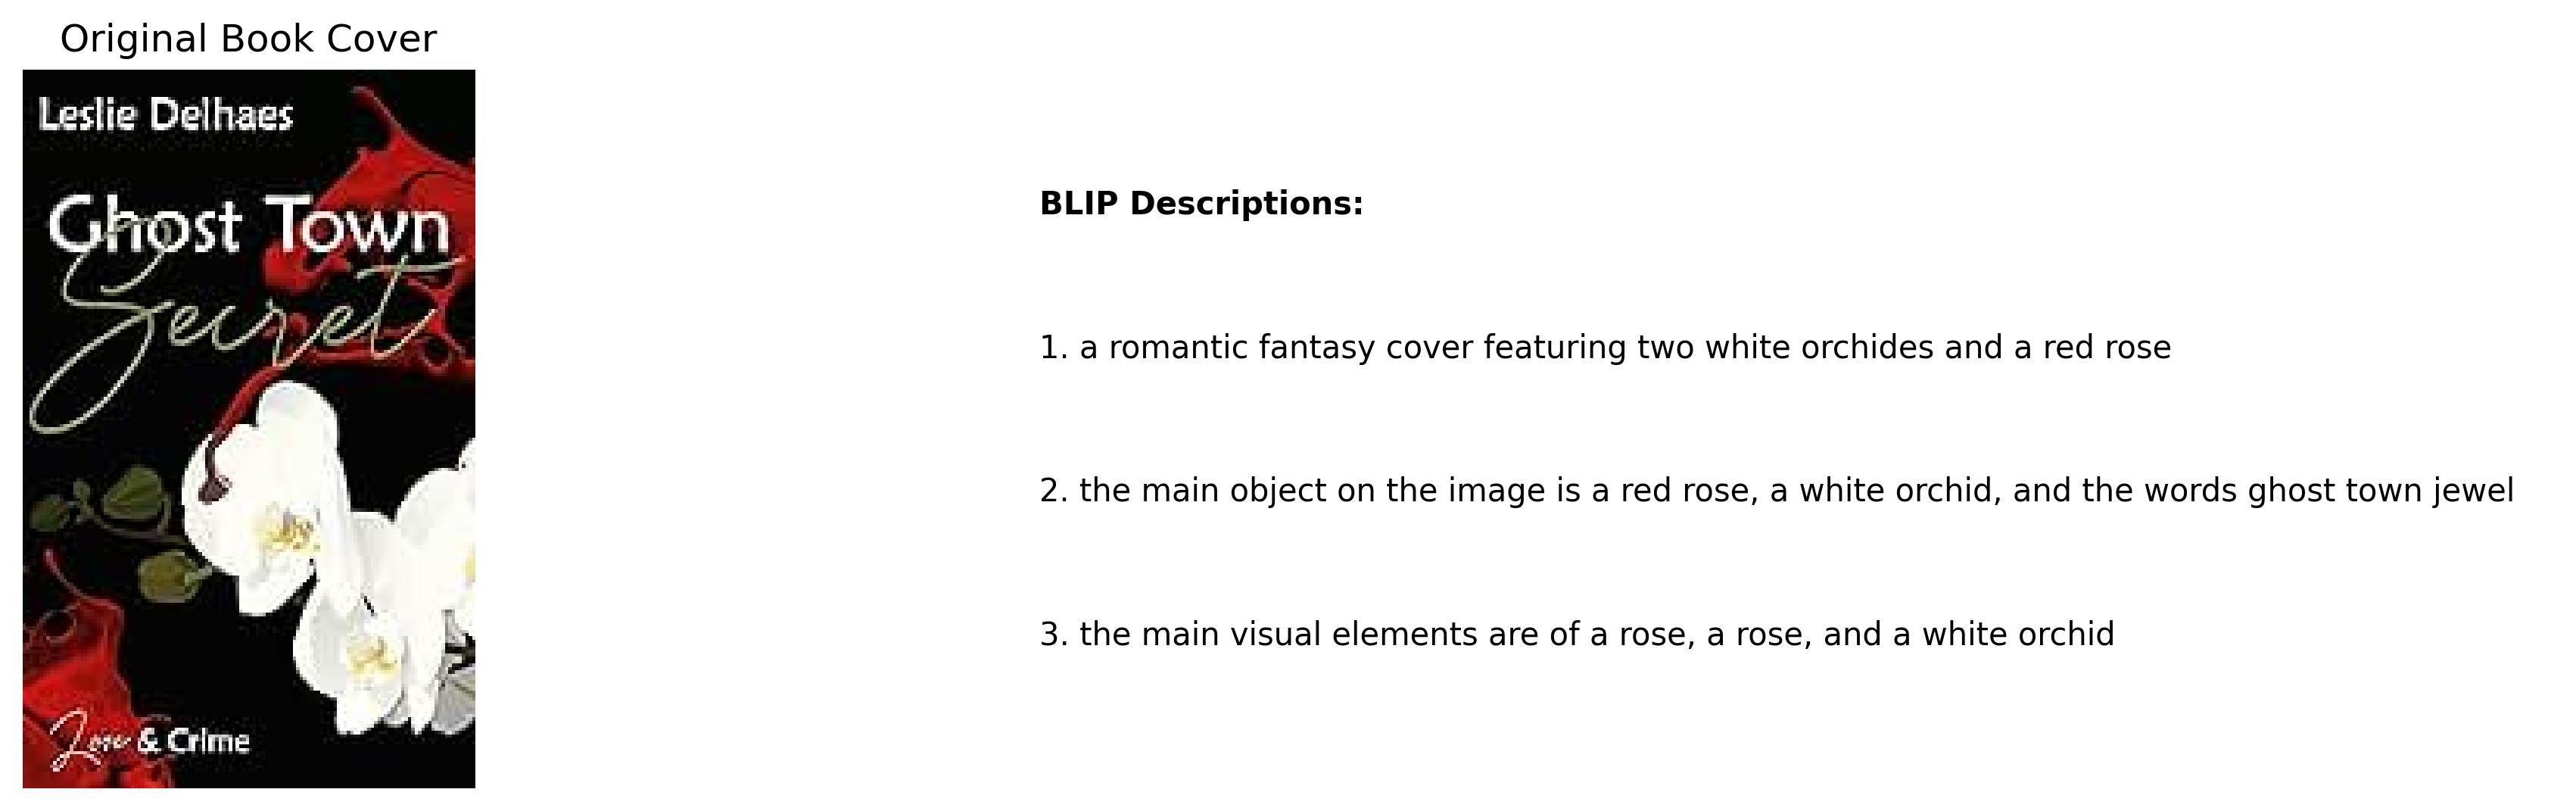 Original Book Cover
Leslie Delhaes
Ghost Town
Secret
Love & Crime
BLIP Descriptions:
1. a romantic fantasy cover featuring two white orchides and a red rose
2. the main object on the image is a red rose, a white orchid, and the words ghost town jewel
3. the main visual elements are of a rose, a rose, and a white orchid